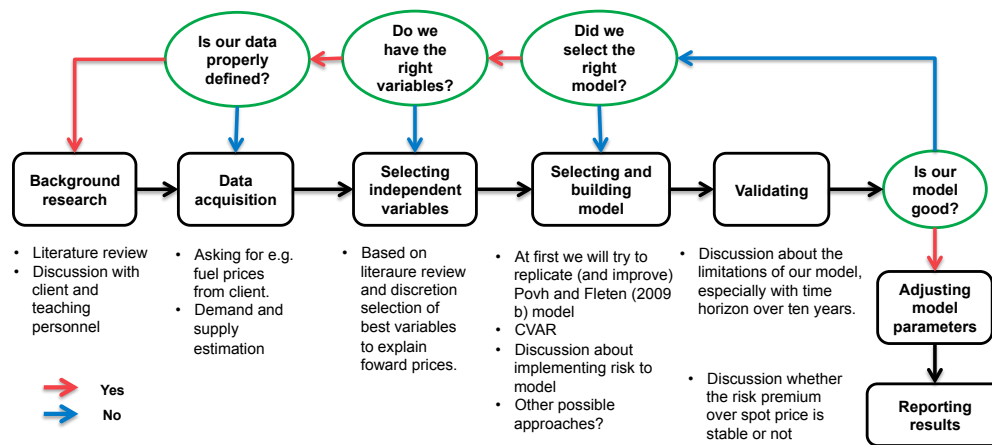 Is our data
properly
defined?
Do we
have the
right
variables?
Did we
select the
right
model?
Background
research
Data
acquisition
Selecting
independent
variables
Selecting and
building
model
Validating
Is our
model
good?
• Literature review
• Discussion with
client and
teaching
personnel
• Asking for e.g.
fuel prices
from client.
• Demand and
supply
estimation
• Based on
literaure review
and discretion
selection of
best variables
to explain
foward prices.
• At first we will try to
replicate (and improve)
Povh and Fleten (2009
b) model
• CVAR
• Discussion about
implementing risk to
model
• Other possible
approaches?
• Discussion about the
limitations of our model,
especially with time
horizon over ten years.
• Discussion whether
the risk premium
over spot price is
stable or not
Adjusting
model
parameters
Reporting
results
Yes
No